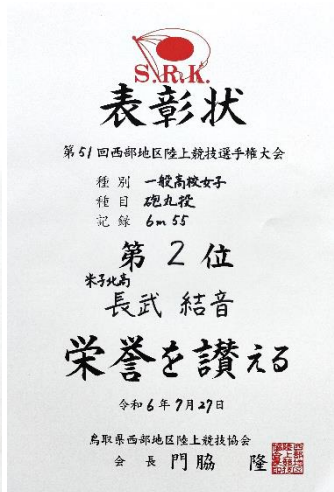 S.R.K.
表彰状
第51回西部地区陸上競技選手権大会
種別 一般高校女子
種目 砲丸投
記録 6m55
第2位
米子北高
長武 結音
栄誉を讃える
令和6年7月27日
鳥取県西部地区陸上競技協会
会長 門脇 隆